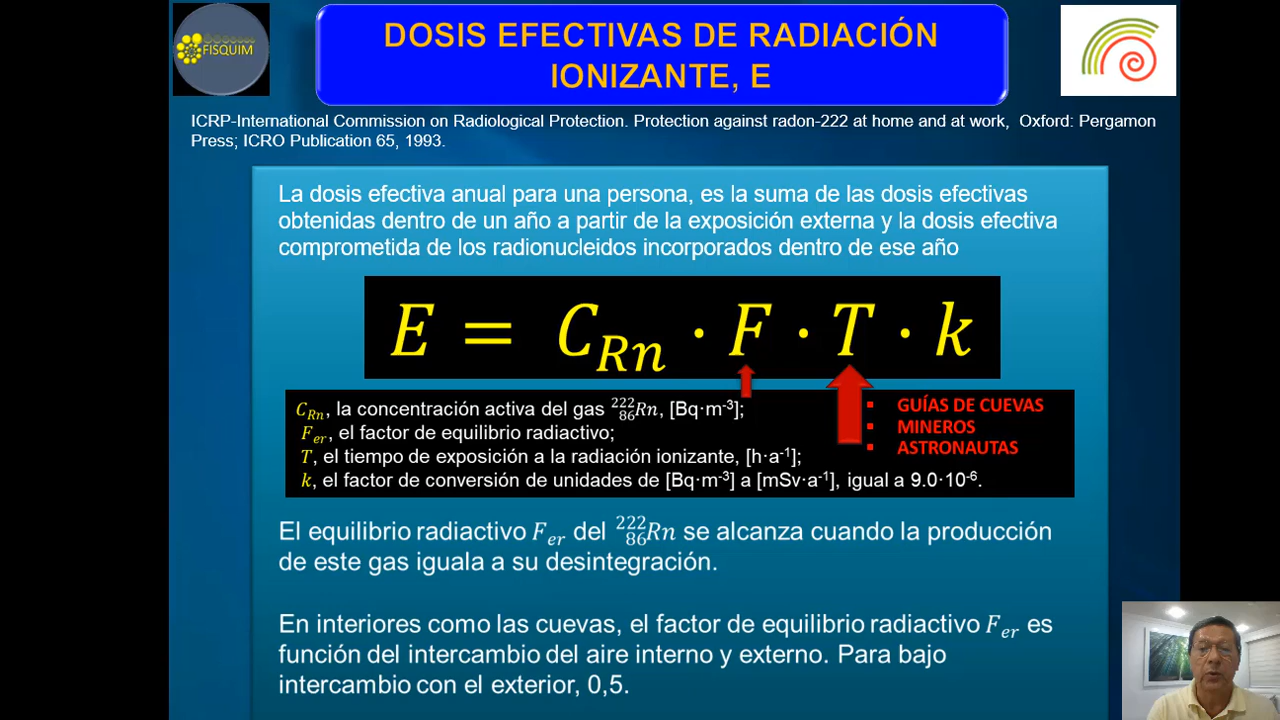 FISQUIM
DOSIS EFECTIVAS DE RADIACIÓN
IONIZANTE, E
ICRP-International Commission on Radiological Protection. Protection against radon-222 at home and at work, Oxford: Pergamon
Press; ICRO Publication 65, 1993.
La dosis efectiva anual para una persona, es la suma de las dosis efectivas
obtenidas dentro de un año a partir de la exposición externa y la dosis efectiva
comprometida de los radionucleidos incorporados dentro de ese año
E = C_Rn · F · T · k
C_Rn, la concentración activa del gas ²²²₈₆Rn, [Bq·m⁻³];
F_er, el factor de equilibrio radiactivo;
T, el tiempo de exposición a la radiación ionizante, [h·a⁻¹];
k, el factor de conversión de unidades de [Bq·m⁻³] a [mSv·a⁻¹], igual a 9.0·10⁻⁶.
▪ GUÍAS DE CUEVAS
▪ MINEROS
▪ ASTRONAUTAS
El equilibrio radiactivo F_er del ²²²₈₆Rn se alcanza cuando la producción
de este gas iguala a su desintegración.
En interiores como las cuevas, el factor de equilibrio radiactivo F_er es
función del intercambio del aire interno y externo. Para bajo
intercambio con el exterior, 0,5.